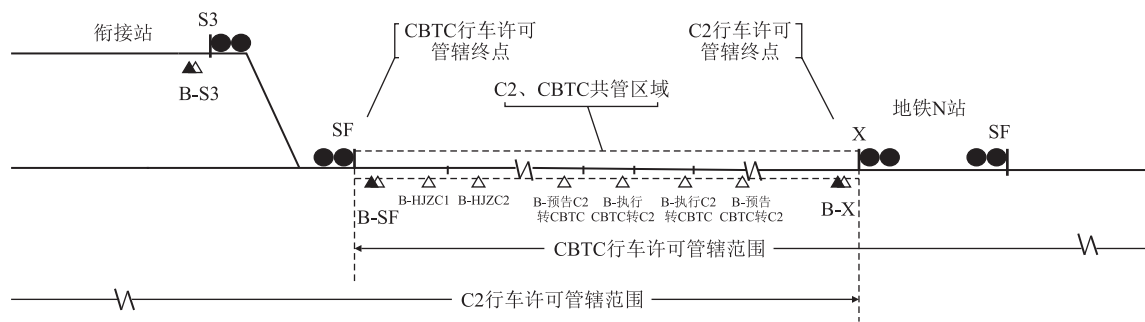 衔接站
S3
B-S3
CBTC行车许可
管辖终点
C2行车许可
管辖终点
C2、CBTC共管区域
SF
X
地铁N站
SF
B-SF
B-HJZC1
B-HJZC2
B-预告C2
转CBTC
B-执行
CBTC转C2
B-执行C2
转CBTC
B-预告
CBTC转C2
B-X
CBTC行车许可管辖范围
C2行车许可管辖范围